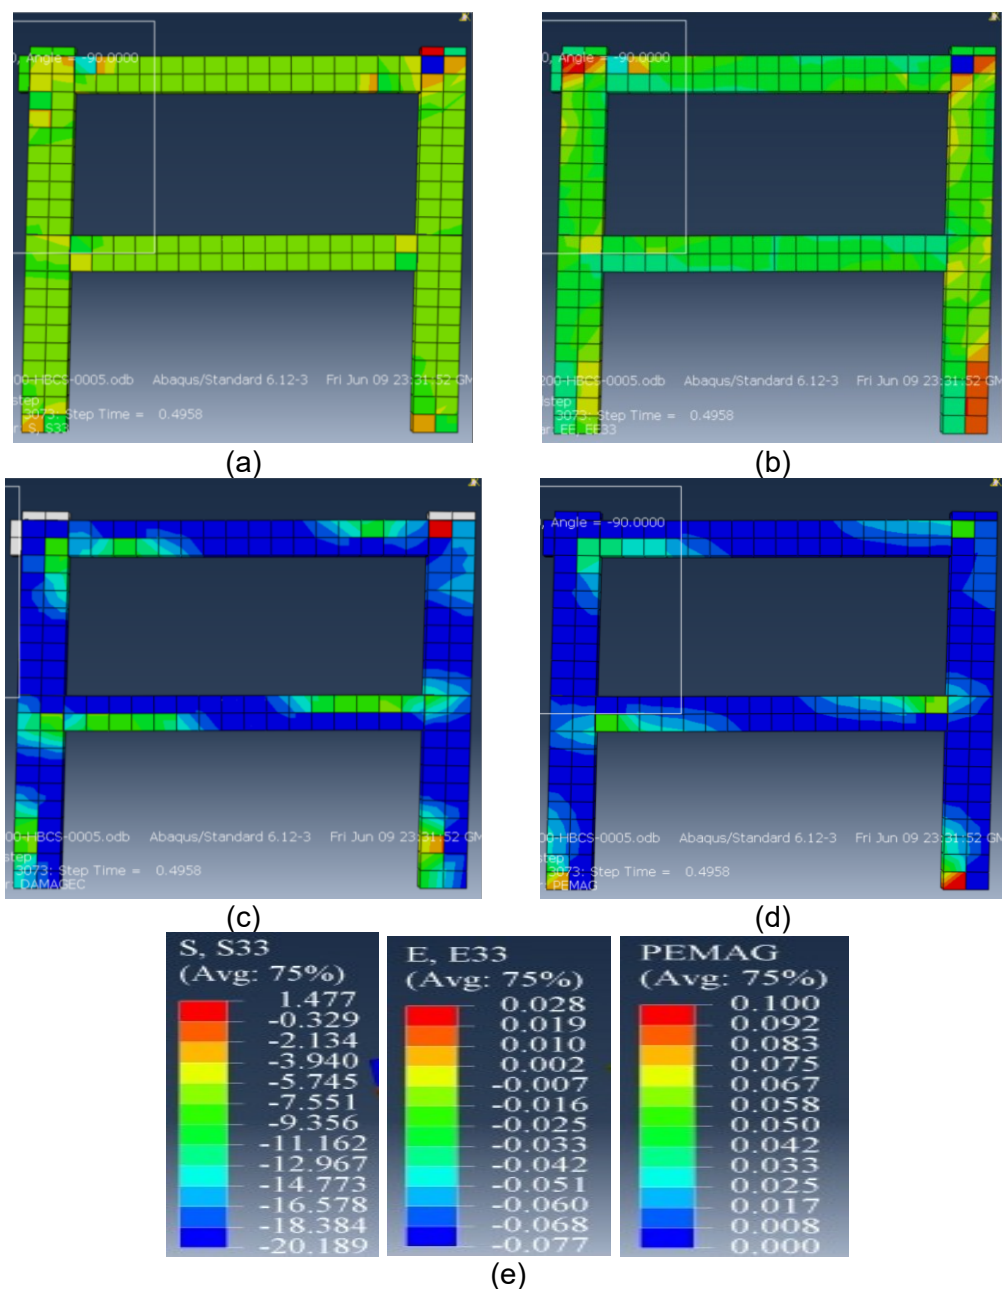 0, Angle = -90.0000
00-HBCS-0005.odb Abaqus/Standard 6.12-3 Fri Jun 09 23:31:52 GM
step
3073: Step Time = 0.4958
r: S, S33
(a)
0, Angle = -90.0000
200-HBCS-0005.odb Abaqus/Standard 6.12-3 Fri Jun 09 23:31:52 GM
step
3073: Step Time = 0.4958
ar: EE, EE33
(b)
00-HBCS-0005.odb Abaqus/Standard 6.12-3 Fri Jun 09 23:31:52 GM
step
3073: Step Time = 0.4958
r: DAMAGEC
(c)
0, Angle = -90.0000
00-HBCS-0005.odb Abaqus/Standard 6.12-3 Fri Jun 09 23:31:52 GM
step
3073: Step Time = 0.4958
r: PEMAG
(d)
S, S33
(Avg: 75%)
1.477
-0.329
-2.134
-3.940
-5.745
-7.551
-9.356
-11.162
-12.967
-14.773
-16.578
-18.384
-20.189
E, E33
(Avg: 75%)
0.028
0.019
0.010
0.002
-0.007
-0.016
-0.025
-0.033
-0.042
-0.051
-0.060
-0.068
-0.077
PEMAG
(Avg: 75%)
0.100
0.092
0.083
0.075
0.067
0.058
0.050
0.042
0.033
0.025
0.017
0.008
0.000
(e)